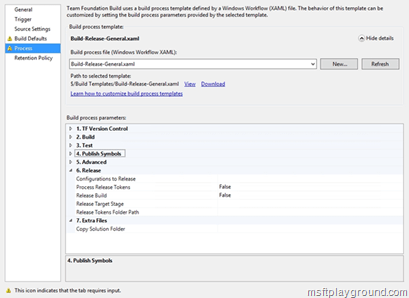 General
Trigger
Source Settings
Build Defaults
Process
Retention Policy
Team Foundation Build uses a build process template defined by a Windows Workflow (XAML) file. The behavior of this template can be
customized by setting the build process parameters provided by the selected template.
Build process template:
Build-Release-General.xaml
Hide details
Build process file (Windows Workflow XAML):
Build-Release-General.xaml
New...
Refresh
Path to selected template:
$/Build Templates/Build-Release-General.xaml View Download
Learn how to customize build process templates
Build process parameters:
1. TF Version Control
2. Build
3. Test
4. Publish Symbols
5. Advanced
6. Release
Configurations to Release
Process Release Tokens False
Release Build False
Release Target Stage
Release Tokens Folder Path
7. Extra Files
Copy Solution Folder
4. Publish Symbols
This icon indicates that the tab requires input.
msftplayground.com